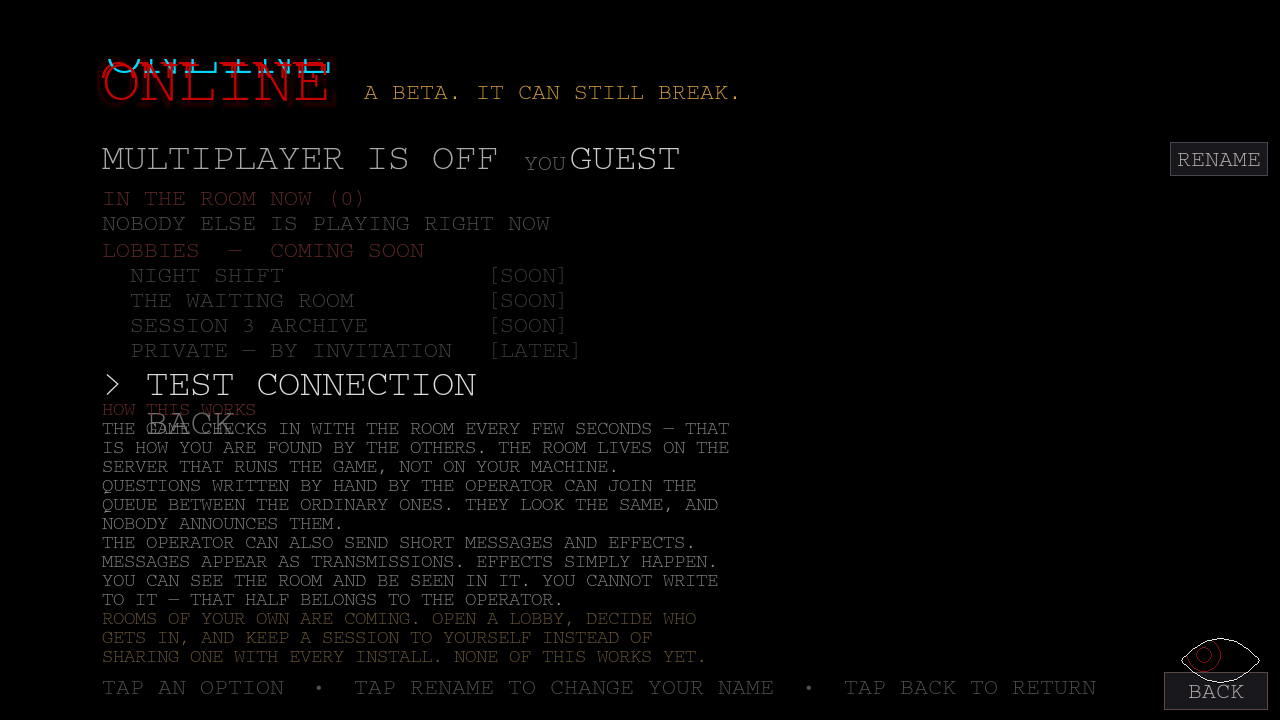 ONLINE
A BETA. IT CAN STILL BREAK.
MULTIPLAYER IS OFF YOU GUEST
RENAME
IN THE ROOM NOW (0)
NOBODY ELSE IS PLAYING RIGHT NOW
LOBBIES — COMING SOON
NIGHT SHIFT [SOON]
THE WAITING ROOM [SOON]
SESSION 3 ARCHIVE [SOON]
PRIVATE — BY INVITATION [LATER]
> TEST CONNECTION
HOW THIS WORKS
BACK
THE GAME CHECKS IN WITH THE ROOM EVERY FEW SECONDS — THAT
IS HOW YOU ARE FOUND BY THE OTHERS. THE ROOM LIVES ON THE
SERVER THAT RUNS THE GAME, NOT ON YOUR MACHINE.
QUESTIONS WRITTEN BY HAND BY THE OPERATOR CAN JOIN THE
QUEUE BETWEEN THE ORDINARY ONES. THEY LOOK THE SAME, AND
NOBODY ANNOUNCES THEM.
THE OPERATOR CAN ALSO SEND SHORT MESSAGES AND EFFECTS.
MESSAGES APPEAR AS TRANSMISSIONS. EFFECTS SIMPLY HAPPEN.
YOU CAN SEE THE ROOM AND BE SEEN IN IT. YOU CANNOT WRITE
TO IT — THAT HALF BELONGS TO THE OPERATOR.
ROOMS OF YOUR OWN ARE COMING. OPEN A LOBBY, DECIDE WHO
GETS IN, AND KEEP A SESSION TO YOURSELF INSTEAD OF
SHARING ONE WITH EVERY INSTALL. NONE OF THIS WORKS YET.
TAP AN OPTION • TAP RENAME TO CHANGE YOUR NAME • TAP BACK TO RETURN
BACK